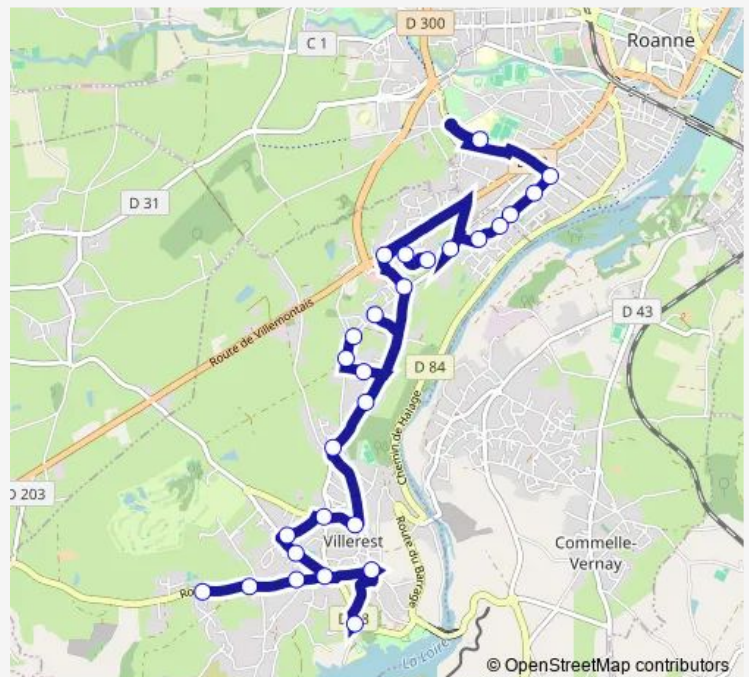 D 300
C 1
Roanne
D 31
Route de Villemontais
D 43
D 84
Chemin de Halage
D 203
Villerest
Route du Barrage
Commelle-
Vernay
La Loire
© OpenStreetMap contributors